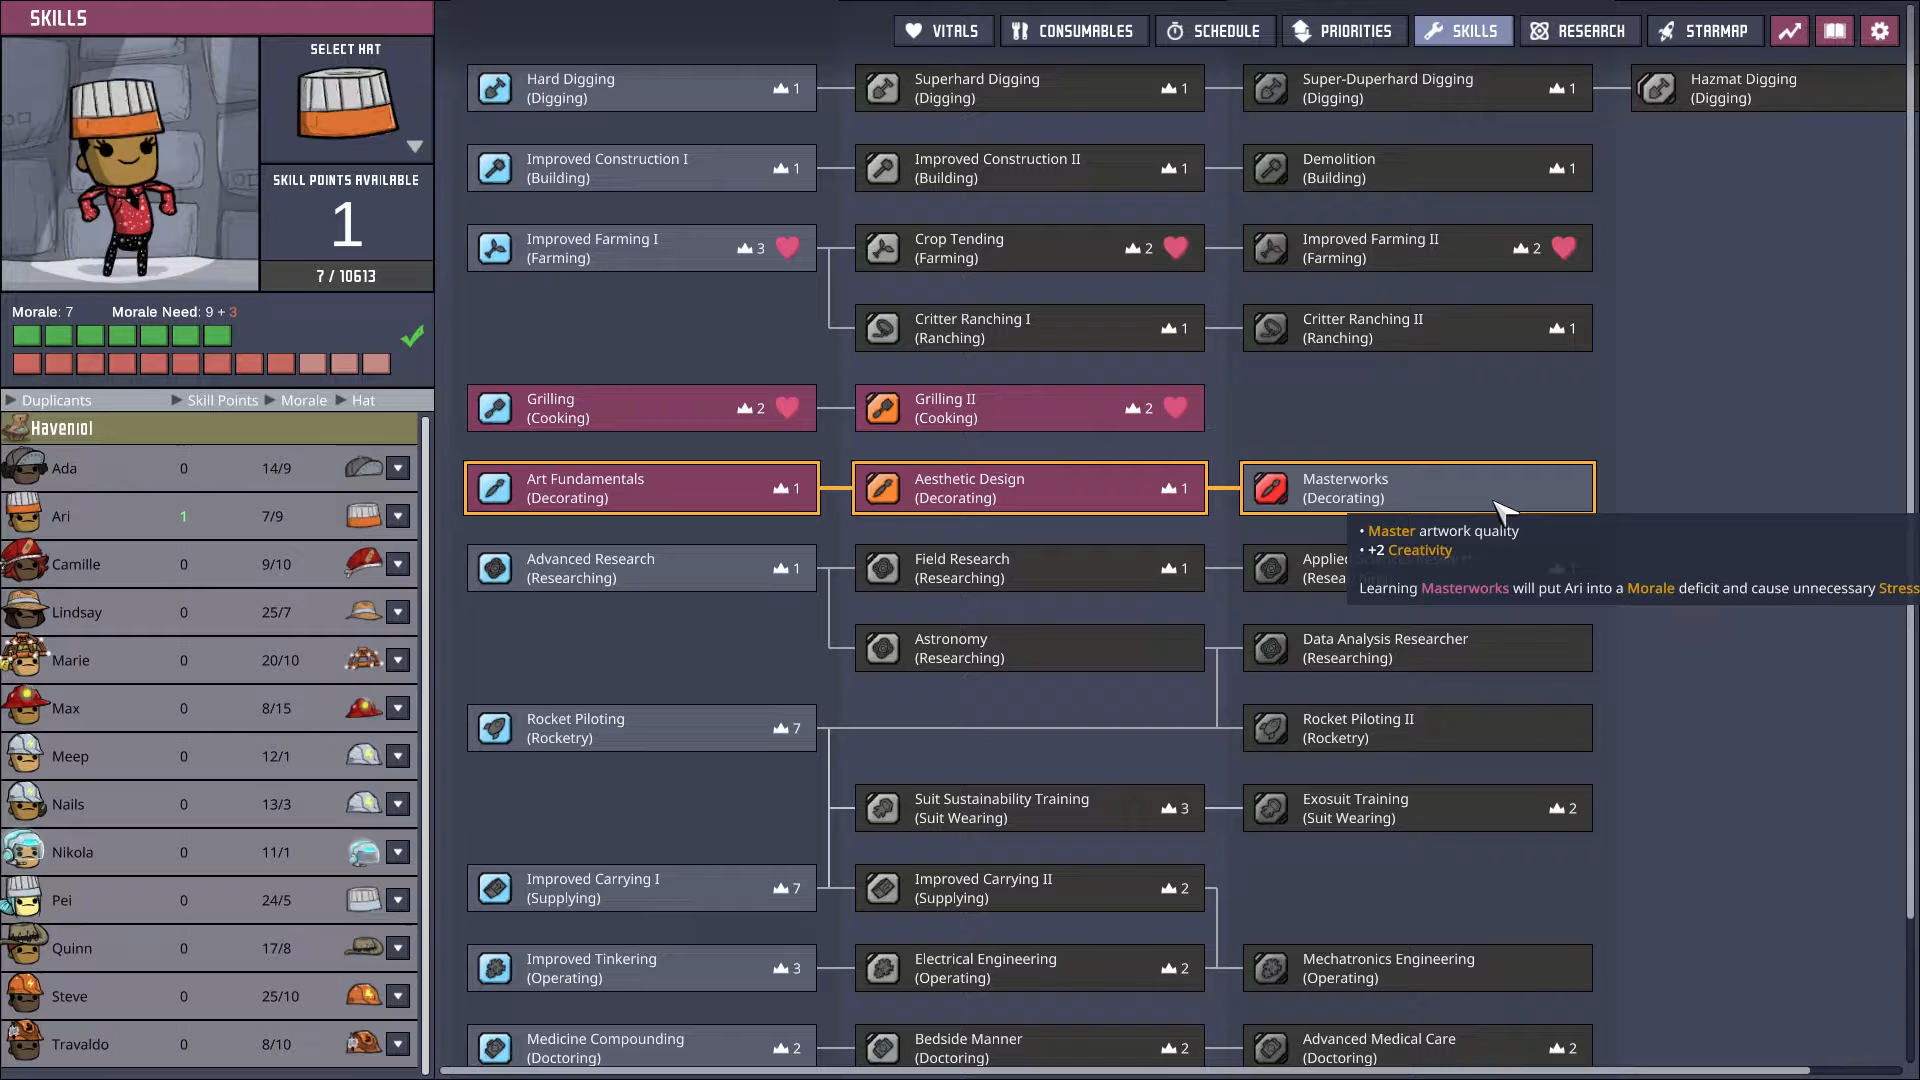 SKILLS
VITALS
CONSUMABLES
SCHEDULE
PRIORITIES
SKILLS
RESEARCH
STARMAP
SELECT HAT
SKILL POINTS AVAILABLE
1
7 / 10613
Morale: 7 Morale Need: 9 + 3
Duplicants Skill Points Morale Hat
Haveniol
Ada 0 14/9
Ari 1 7/9
Camille 0 9/10
Lindsay 0 25/7
Marie 0 20/10
Max 0 8/15
Meep 0 12/1
Nails 0 13/3
Nikola 0 11/1
Pei 0 24/5
Quinn 0 17/8
Steve 0 25/10
Travaldo 0 8/10
Hard Digging
(Digging)
1
Superhard Digging
(Digging)
1
Super-Duperhard Digging
(Digging)
1
Hazmat Digging
(Digging)
Improved Construction I
(Building)
1
Improved Construction II
(Building)
1
Demolition
(Building)
1
Improved Farming I
(Farming)
3
Crop Tending
(Farming)
2
Improved Farming II
(Farming)
2
Critter Ranching I
(Ranching)
1
Critter Ranching II
(Ranching)
1
Grilling
(Cooking)
2
Grilling II
(Cooking)
2
Art Fundamentals
(Decorating)
1
Aesthetic Design
(Decorating)
1
Masterworks
(Decorating)
• Master artwork quality
• +2 Creativity
Learning Masterworks will put Ari into a Morale deficit and cause unnecessary Stress
Advanced Research
(Researching)
1
Field Research
(Researching)
1
Astronomy
(Researching)
Data Analysis Researcher
(Researching)
Rocket Piloting
(Rocketry)
7
Rocket Piloting II
(Rocketry)
Suit Sustainability Training
(Suit Wearing)
3
Exosuit Training
(Suit Wearing)
2
Improved Carrying I
(Supplying)
7
Improved Carrying II
(Supplying)
2
Improved Tinkering
(Operating)
3
Electrical Engineering
(Operating)
2
Mechatronics Engineering
(Operating)
Medicine Compounding
(Doctoring)
2
Bedside Manner
(Doctoring)
2
Advanced Medical Care
(Doctoring)
2